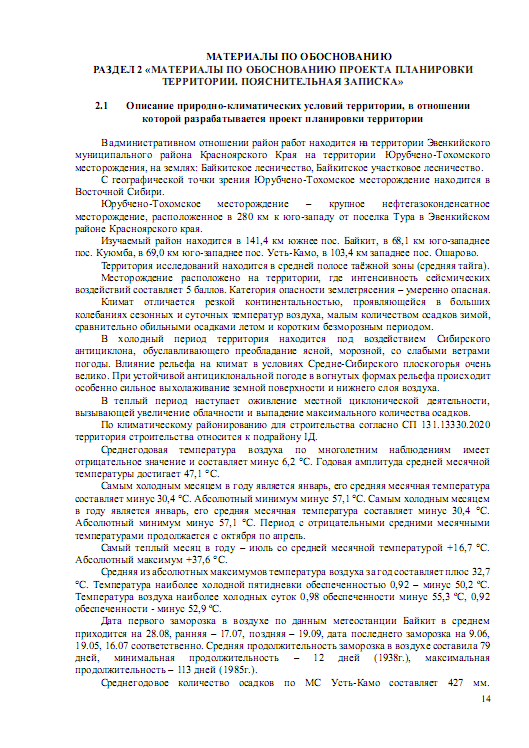 МАТЕРИАЛЫ ПО ОБОСНОВАНИЮ
РАЗДЕЛ 2 «МАТЕРИАЛЫ ПО ОБОСНОВАНИЮ ПРОЕКТА ПЛАНИРОВКИ
ТЕРРИТОРИИ. ПОЯСНИТЕЛЬНАЯ ЗАПИСКА»
2.1 Описание природно-климатических условий территории, в отношении
которой разрабатывается проект планировки территории
В административном отношении район работ находится на территории Эвенкийского
муниципального района Красноярского Края на территории Юрубчено-Тохомского
месторождения, на землях: Байкитское лесничество, Байкитское участковое лесничество.
С географической точки зрения Юрубчено-Тохомское месторождение находится в
Восточной Сибири.
Юрубчено-Тохомское месторождение – крупное нефтегазоконденсатное
месторождение, расположенное в 280 км к юго-западу от поселка Тура в Эвенкийском
районе Красноярского края.
Изучаемый район находится в 141,4 км южнее пос. Байкит, в 68,1 км юго-западнее
пос. Куюмба, в 69,0 км юго-западнее пос. Усть-Камо, в 103,4 км западнее пос. Ошарово.
Территория исследований находится в средней полосе таёжной зоны (средняя тайга).
Месторождение расположено на территории, где интенсивность сейсмических
воздействий составляет 5 баллов. Категория опасности землетрясения – умеренно опасная.
Климат отличается резкой континентальностью, проявляющейся в больших
колебаниях сезонных и суточных температур воздуха, малым количеством осадков зимой,
сравнительно обильными осадками летом и коротким безморозным периодом.
В холодный период территория находится под воздействием Сибирского
антициклона, обуславливающего преобладание ясной, морозной, со слабыми ветрами
погоды. Влияние рельефа на климат в условиях Средне-Сибирского плоскогорья очень
велико. При устойчивой антициклональной погоде в вогнутых формах рельефа происходит
особенно сильное выхолаживание земной поверхности и нижнего слоя воздуха.
В теплый период наступает оживление местной циклонической деятельности,
вызывающей увеличение облачности и выпадение максимального количества осадков.
По климатическому районированию для строительства согласно СП 131.13330.2020
территория строительства относится к подрайону IД.
Среднегодовая температура воздуха по многолетним наблюдениям имеет
отрицательное значение и составляет минус 6,2 °С. Годовая амплитуда средней месячной
температуры достигает 47,1 °С.
Самым холодным месяцем в году является январь, его средняя месячная температура
составляет минус 30,4 °С. Абсолютный минимум минус 57,1 °С. Самым холодным месяцем
в году является январь, его средняя месячная температура составляет минус 30,4 °С.
Абсолютный минимум минус 57,1 °С. Период с отрицательными средними месячными
температурами продолжается с октября по апрель.
Самый теплый месяц в году – июль со средней месячной температурой +16,7 °С.
Абсолютный максимум +37,6 °С.
Средняя из абсолютных максимумов температура воздуха за год составляет плюс 32,7
°С. Температура наиболее холодной пятидневки обеспеченностью 0,92 – минус 50,2 °С.
Температура воздуха наиболее холодных суток 0,98 обеспеченности минус 55,3 °С, 0,92
обеспеченности - минус 52,9 °С.
Дата первого заморозка в воздухе по данным метеостанции Байкит в среднем
приходится на 28.08, ранняя – 17.07, поздняя – 19.09, дата последнего заморозка на 9.06,
19.05, 16.07 соответственно. Средняя продолжительность заморозка в воздухе составила 79
дней, минимальная продолжительность – 12 дней (1938г.), максимальная
продолжительность – 113 дней (1985г.).
Среднегодовое количество осадков по МС Усть-Камо составляет 427 мм.
14